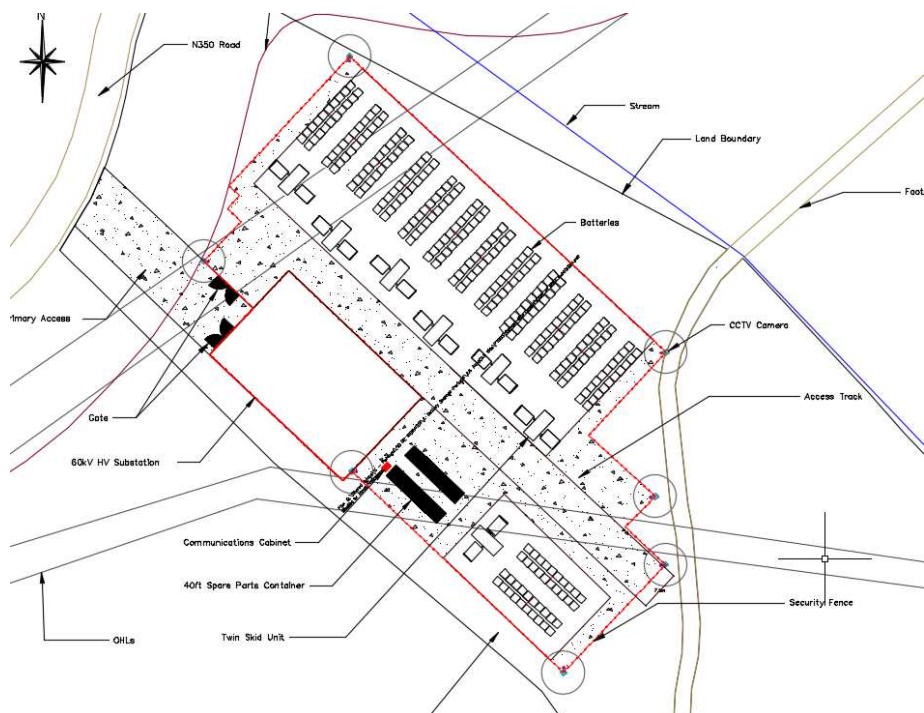 N
N350 Road
Stream
Land Boundary
Foot
Batteries
rimary Access
CCTV Camera
Access Track
Gate
60kV HV Substation
Communications Cabinet
40ft Spare Parts Container
Security Fence
OHLs
Twin Skid Unit